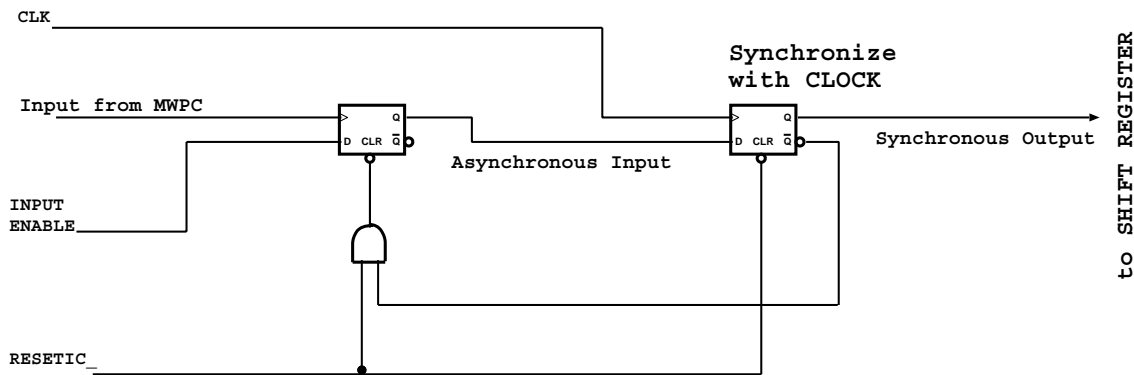 CLK
Synchronize
with CLOCK
Input from MWPC
Q
D CLR Q̅
Asynchronous Input
Q
D CLR Q̅
Synchronous Output
to SHIFT REGISTER
INPUT
ENABLE
RESETIC_